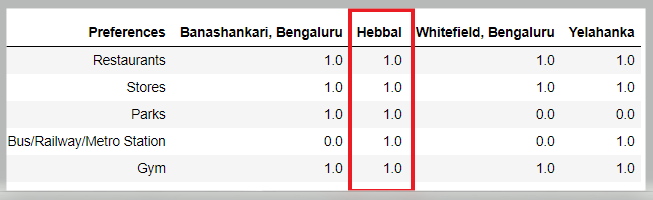 Preferences Banashankari, Bengaluru Hebbal Whitefield, Bengaluru Yelahanka
Restaurants 1.0 1.0 1.0 1.0
Stores 1.0 1.0 1.0 1.0
Parks 1.0 1.0 0.0 0.0
Bus/Railway/Metro Station 0.0 1.0 0.0 1.0
Gym 1.0 1.0 1.0 1.0